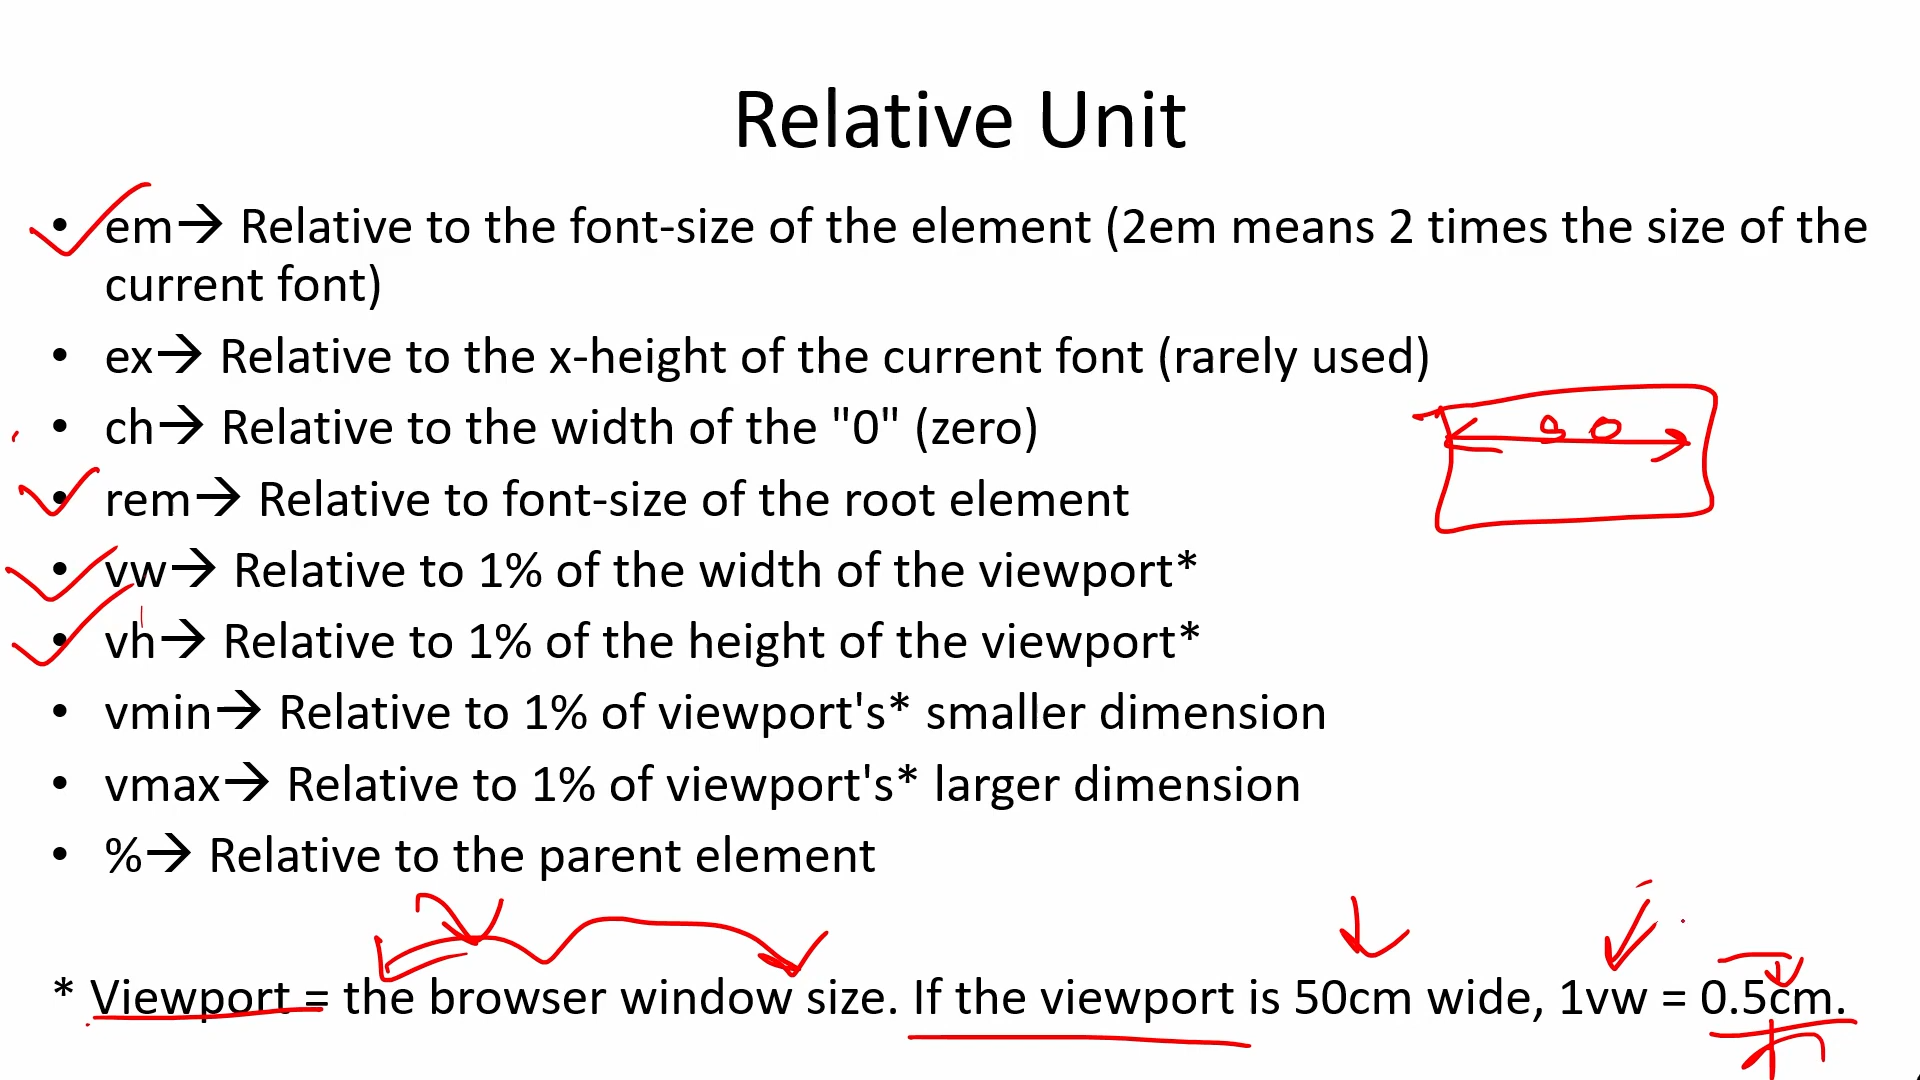 Relative Unit
• em→ Relative to the font-size of the element (2em means 2 times the size of the
current font)
• ex→ Relative to the x-height of the current font (rarely used)
• ch→ Relative to the width of the "0" (zero)
• rem→ Relative to font-size of the root element
• vw→ Relative to 1% of the width of the viewport*
• vh→ Relative to 1% of the height of the viewport*
• vmin→ Relative to 1% of viewport's* smaller dimension
• vmax→ Relative to 1% of viewport's* larger dimension
• %→ Relative to the parent element
* Viewport = the browser window size. If the viewport is 50cm wide, 1vw = 0.5cm.